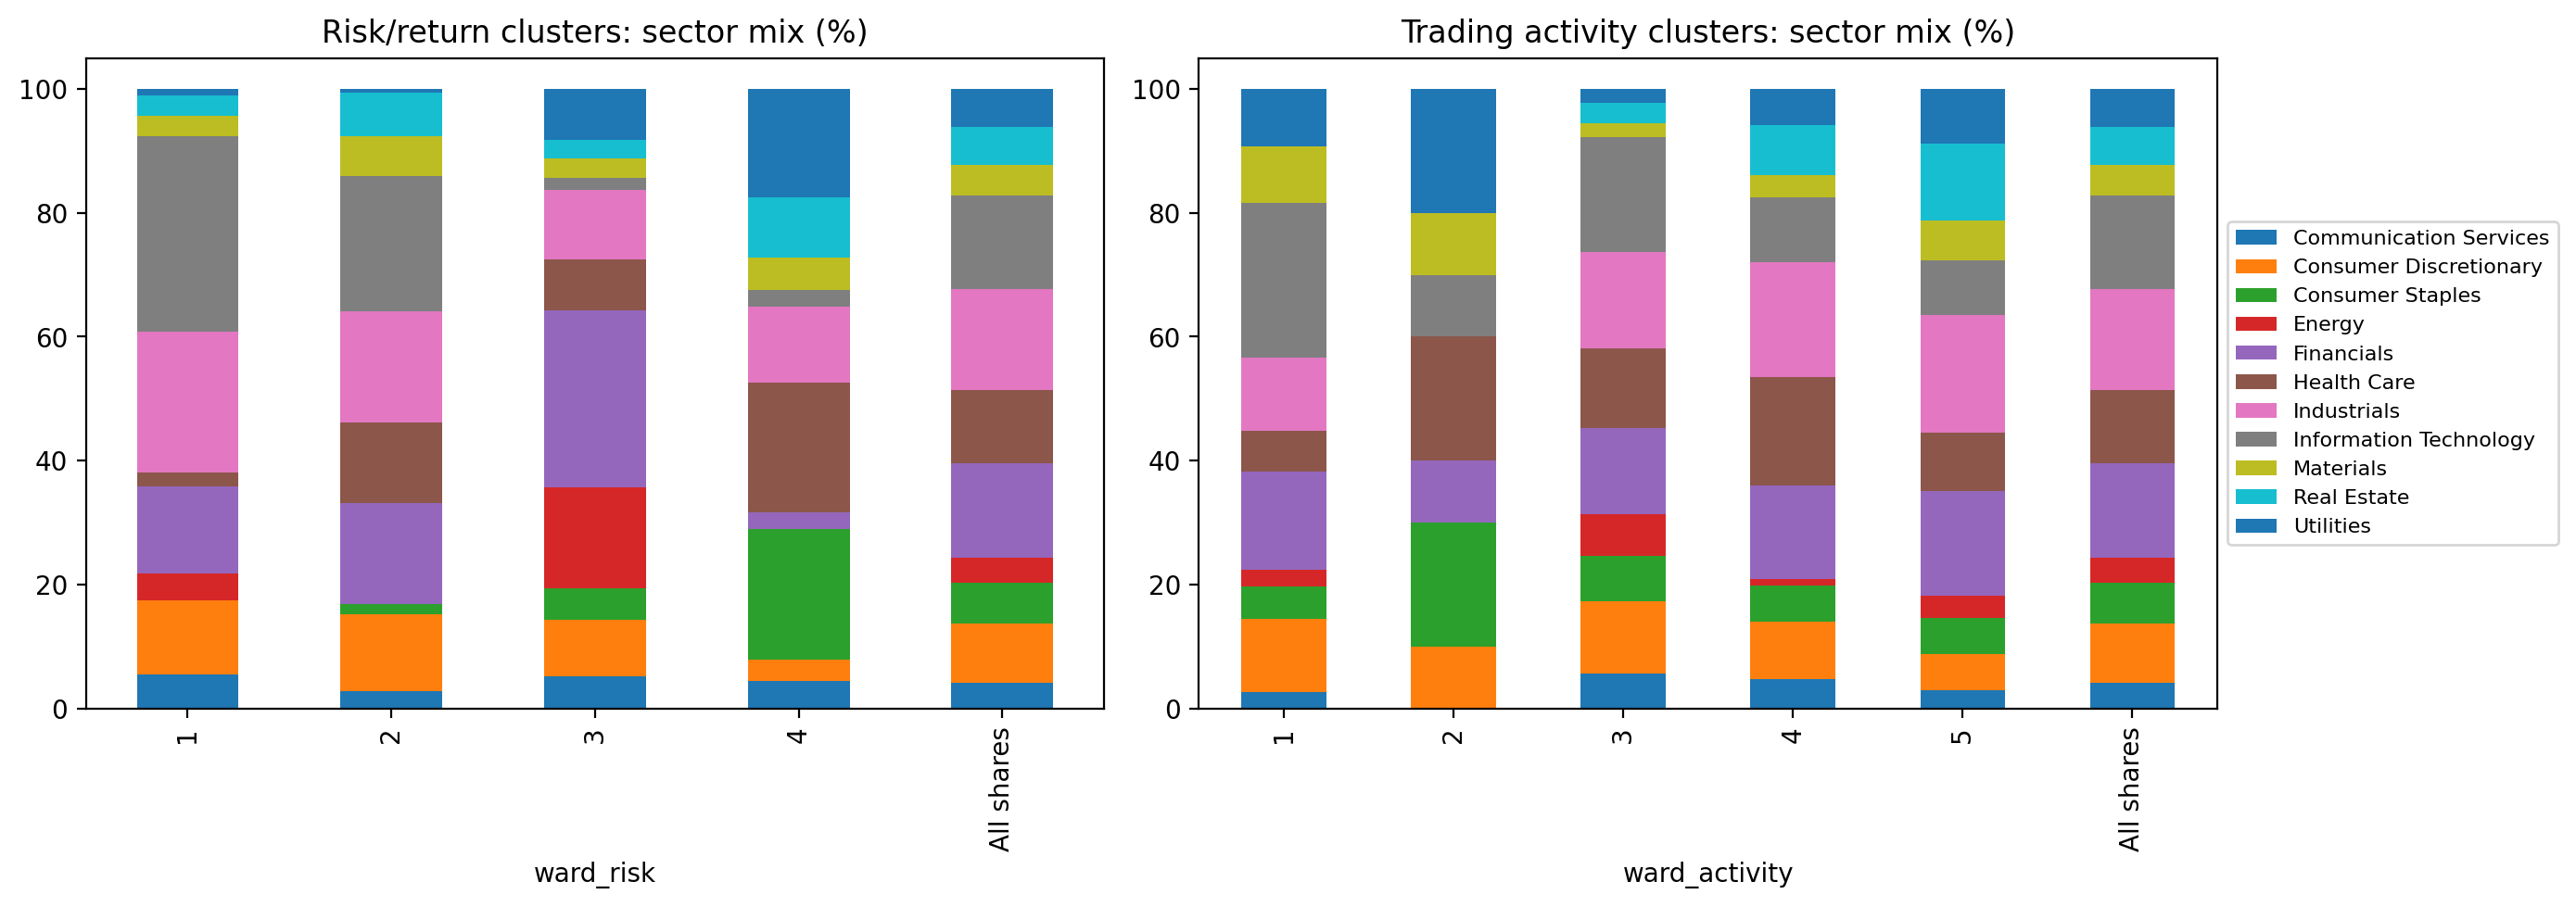 Risk/return clusters: sector mix (%)
100
80
60
40
20
0
1
2
3
4
All shares
ward_risk
Trading activity clusters: sector mix (%)
100
80
60
40
20
0
1
2
3
4
5
All shares
ward_activity
Communication Services
Consumer Discretionary
Consumer Staples
Energy
Financials
Health Care
Industrials
Information Technology
Materials
Real Estate
Utilities